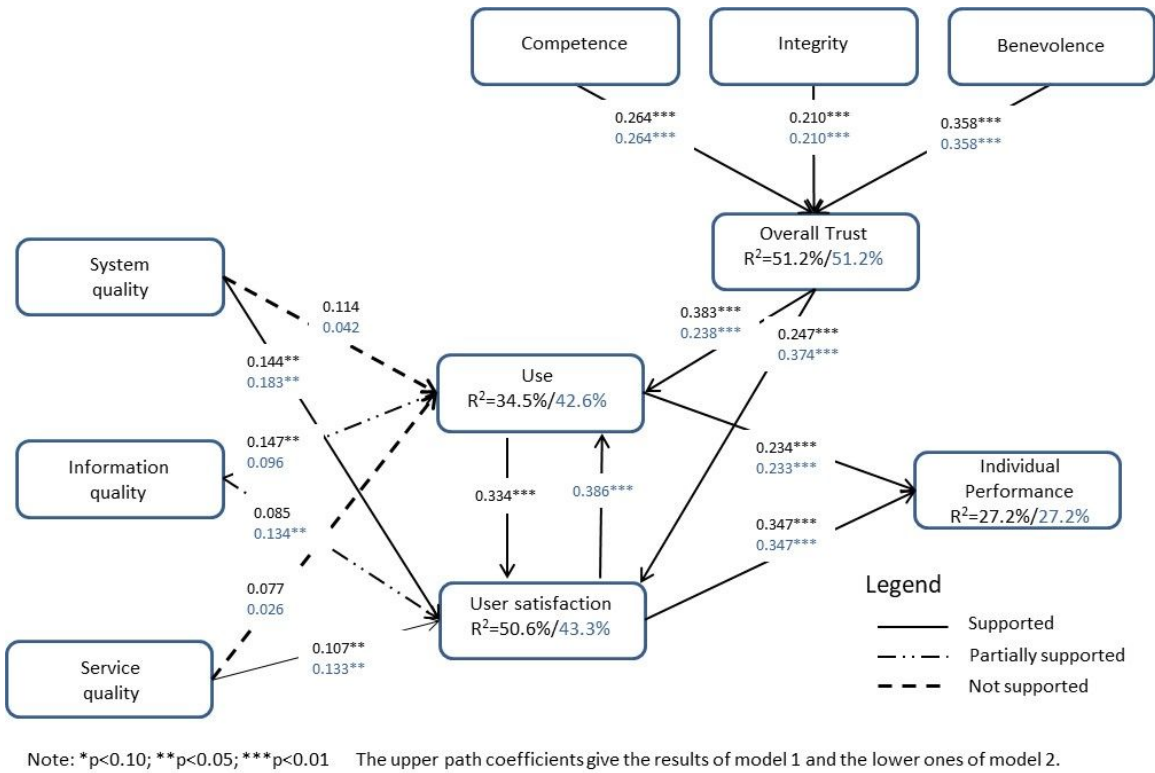 Competence
Integrity
Benevolence
0.264***
0.264***
0.210***
0.210***
0.358***
0.358***
Overall Trust
R²=51.2%/51.2%
System
quality
0.114
0.042
0.383***
0.238***
0.247***
0.374***
0.144**
0.183**
Use
R²=34.5%/42.6%
Information
quality
0.147**
0.096
0.234***
0.233***
Individual
Performance
R²=27.2%/27.2%
0.334***
0.386***
0.085
0.134**
0.347***
0.347***
0.077
0.026
User satisfaction
R²=50.6%/43.3%
Service
quality
0.107**
0.133**
Legend
Supported
Partially supported
Not supported
Note: *p<0.10; **p<0.05; ***p<0.01 The upper path coefficients give the results of model 1 and the lower ones of model 2.